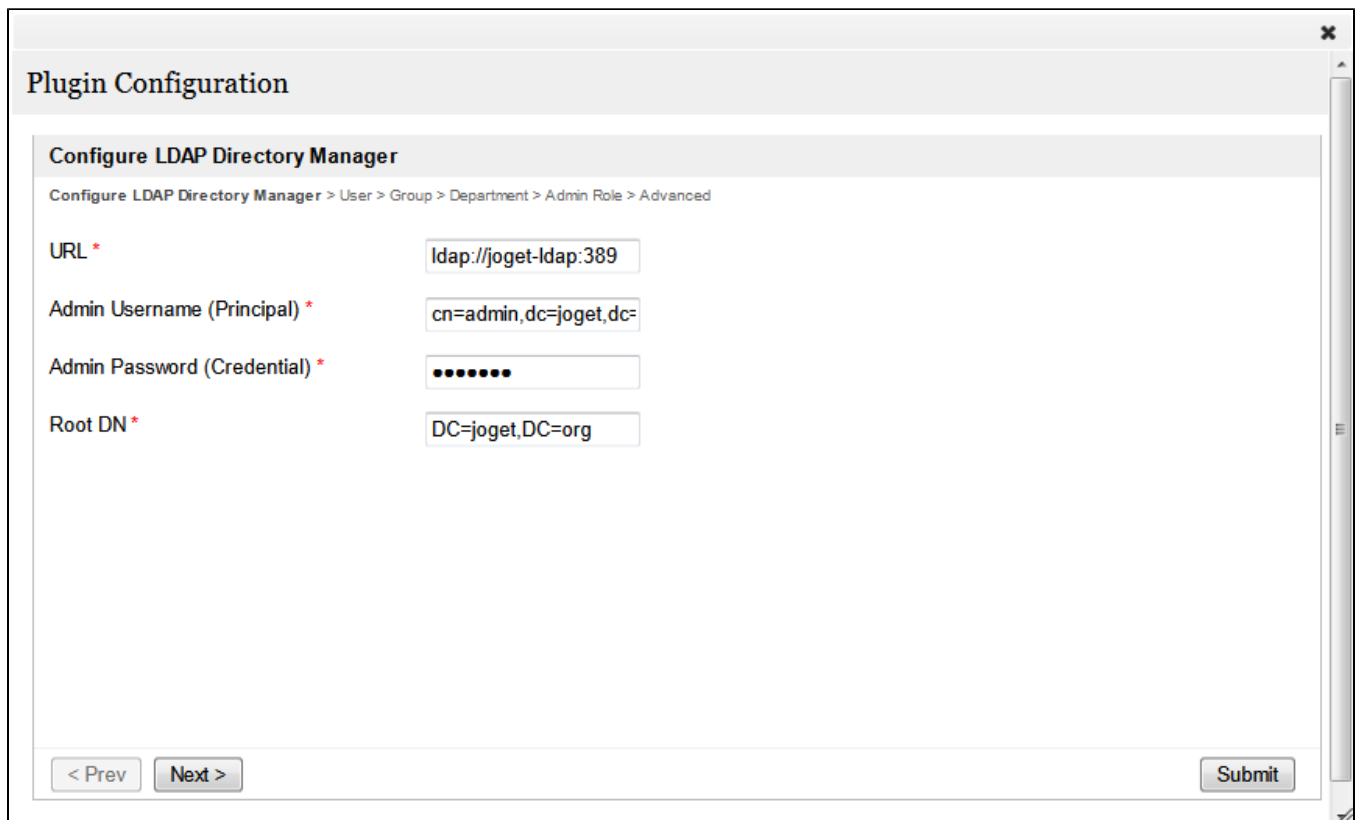 Plugin Configuration
Configure LDAP Directory Manager
Configure LDAP Directory Manager > User > Group > Department > Admin Role > Advanced
URL *
ldap://joget-ldap:389
Admin Username (Principal) *
cn=admin,dc=joget,dc=
Admin Password (Credential) *
•••••••
Root DN *
DC=joget,DC=org
< Prev
Next >
Submit